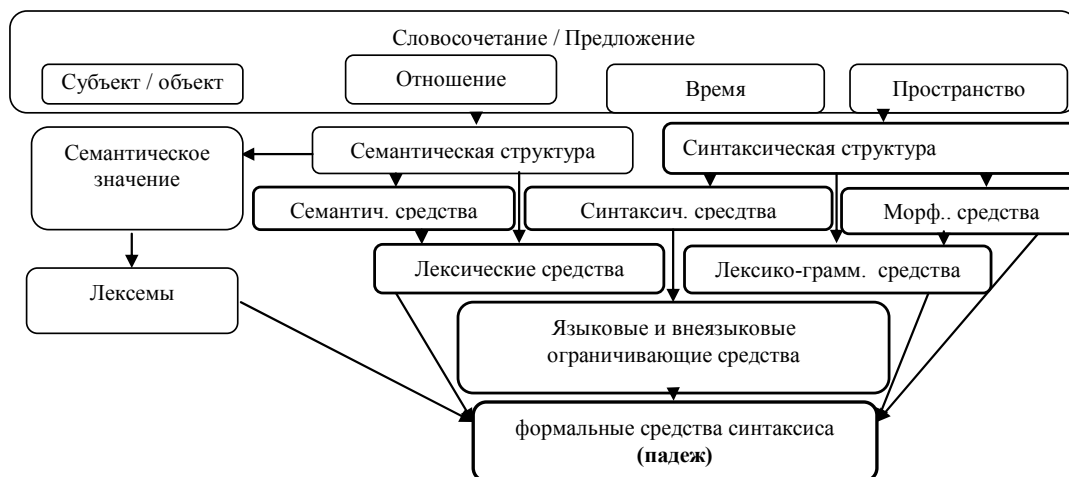 Словосочетание / Предложение
Субъект / объект
Отношение
Время
Пространство
Семантическое
значение
Семантическая структура
Синтаксическая структура
Семантич. средства
Синтаксич. сресдтва
Морф.. средства
Лексические средства
Лексико-грамм. средства
Лексемы
Языковые и внеязыковые
ограничивающие средства
формальные средства синтаксиса
(падеж)